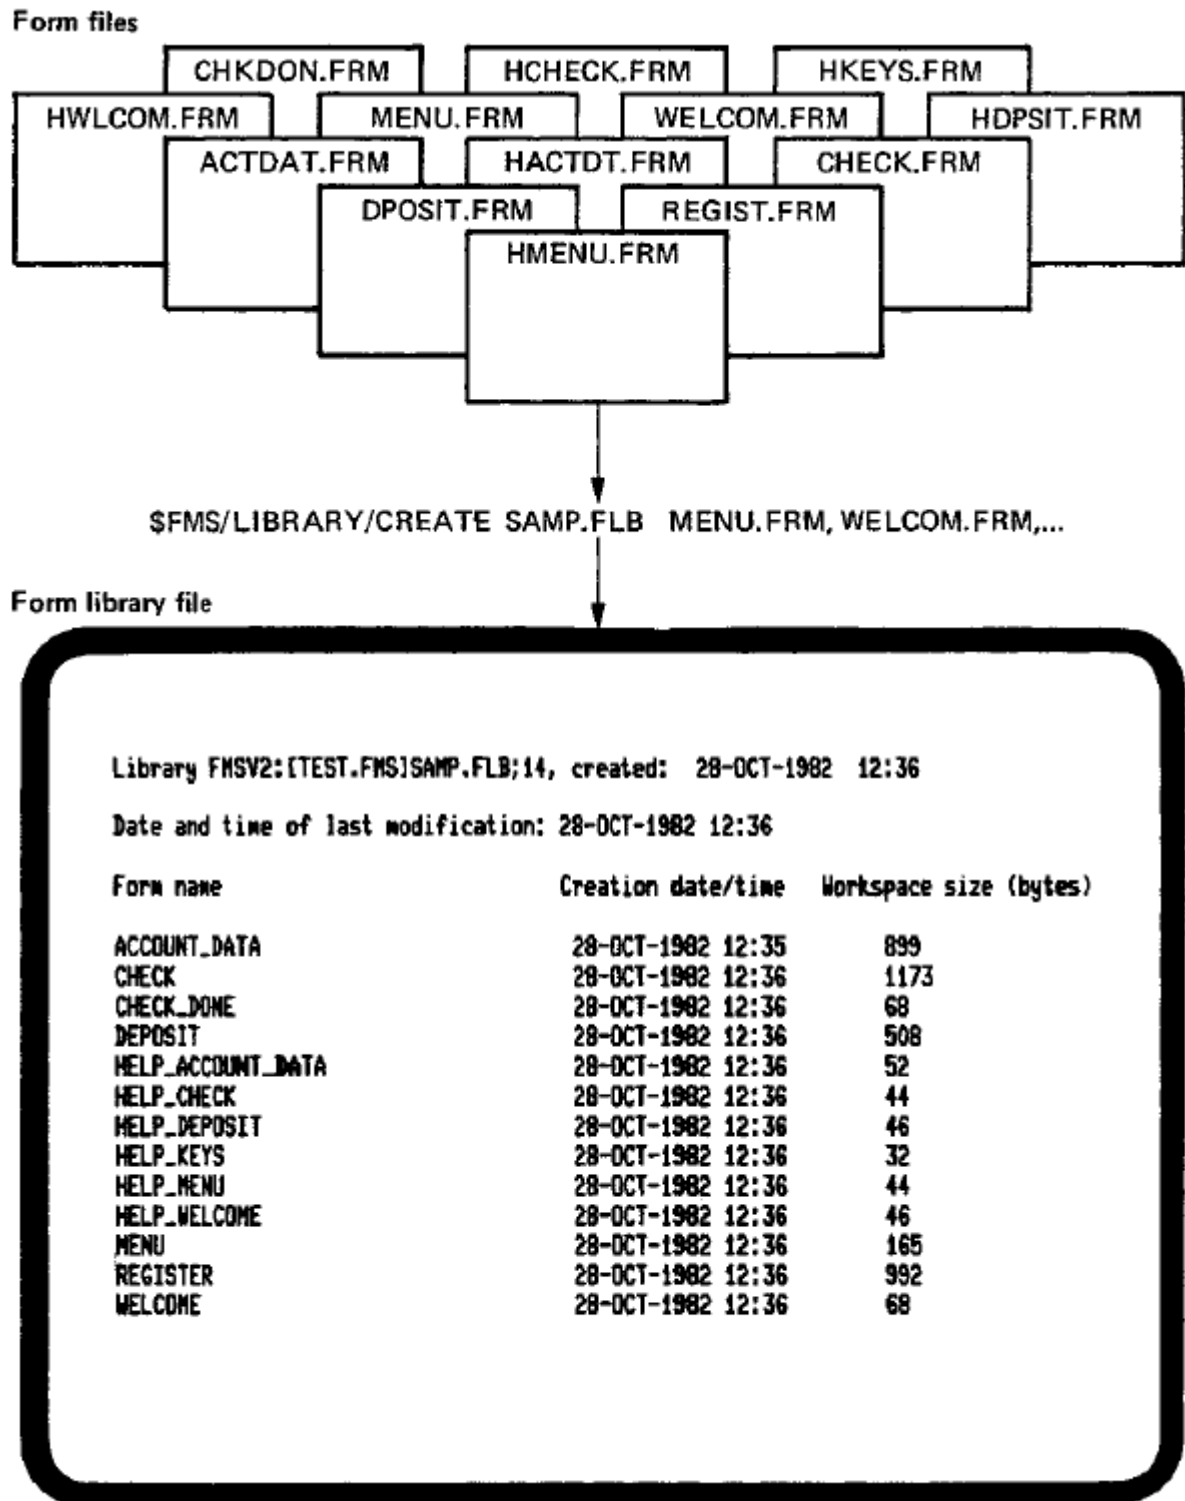 Form files
CHKDON.FRM HCHECK.FRM HKEYS.FRM
HWLCOM.FRM MENU.FRM WELCOM.FRM HDPSIT.FRM
ACTDAT.FRM HACTDT.FRM CHECK.FRM
DPOSIT.FRM REGIST.FRM
HMENU.FRM
$FMS/LIBRARY/CREATE SAMP.FLB MENU.FRM, WELCOM.FRM,...
Form library file
Library FMSV2:[TEST.FMS]SAMP.FLB;14, created: 28-OCT-1982 12:36
Date and time of last modification: 28-OCT-1982 12:36
Form name Creation date/time Workspace size (bytes)
ACCOUNT_DATA 28-OCT-1982 12:35 899
CHECK 28-OCT-1982 12:36 1173
CHECK_DONE 28-OCT-1982 12:36 68
DEPOSIT 28-OCT-1982 12:36 508
HELP_ACCOUNT_DATA 28-OCT-1982 12:36 52
HELP_CHECK 28-OCT-1982 12:36 44
HELP_DEPOSIT 28-OCT-1982 12:36 46
HELP_KEYS 28-OCT-1982 12:36 32
HELP_MENU 28-OCT-1982 12:36 44
HELP_WELCOME 28-OCT-1982 12:36 46
MENU 28-OCT-1982 12:36 165
REGISTER 28-OCT-1982 12:36 992
WELCOME 28-OCT-1982 12:36 68